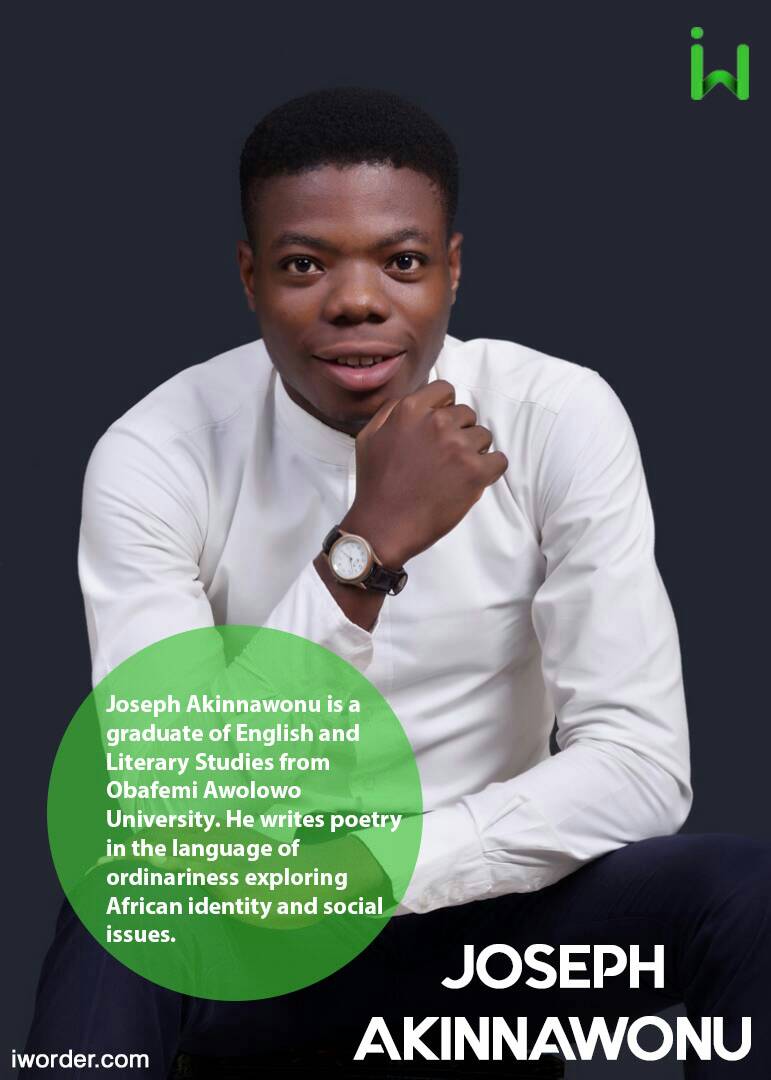 iw
Joseph Akinnawonu is a
graduate of English and
Literary Studies from
Obafemi Awolowo
University. He writes poetry
in the language of
ordinariness exploring
African identity and social
issues.
JOSEPH
AKINNAWONU
iworder.com